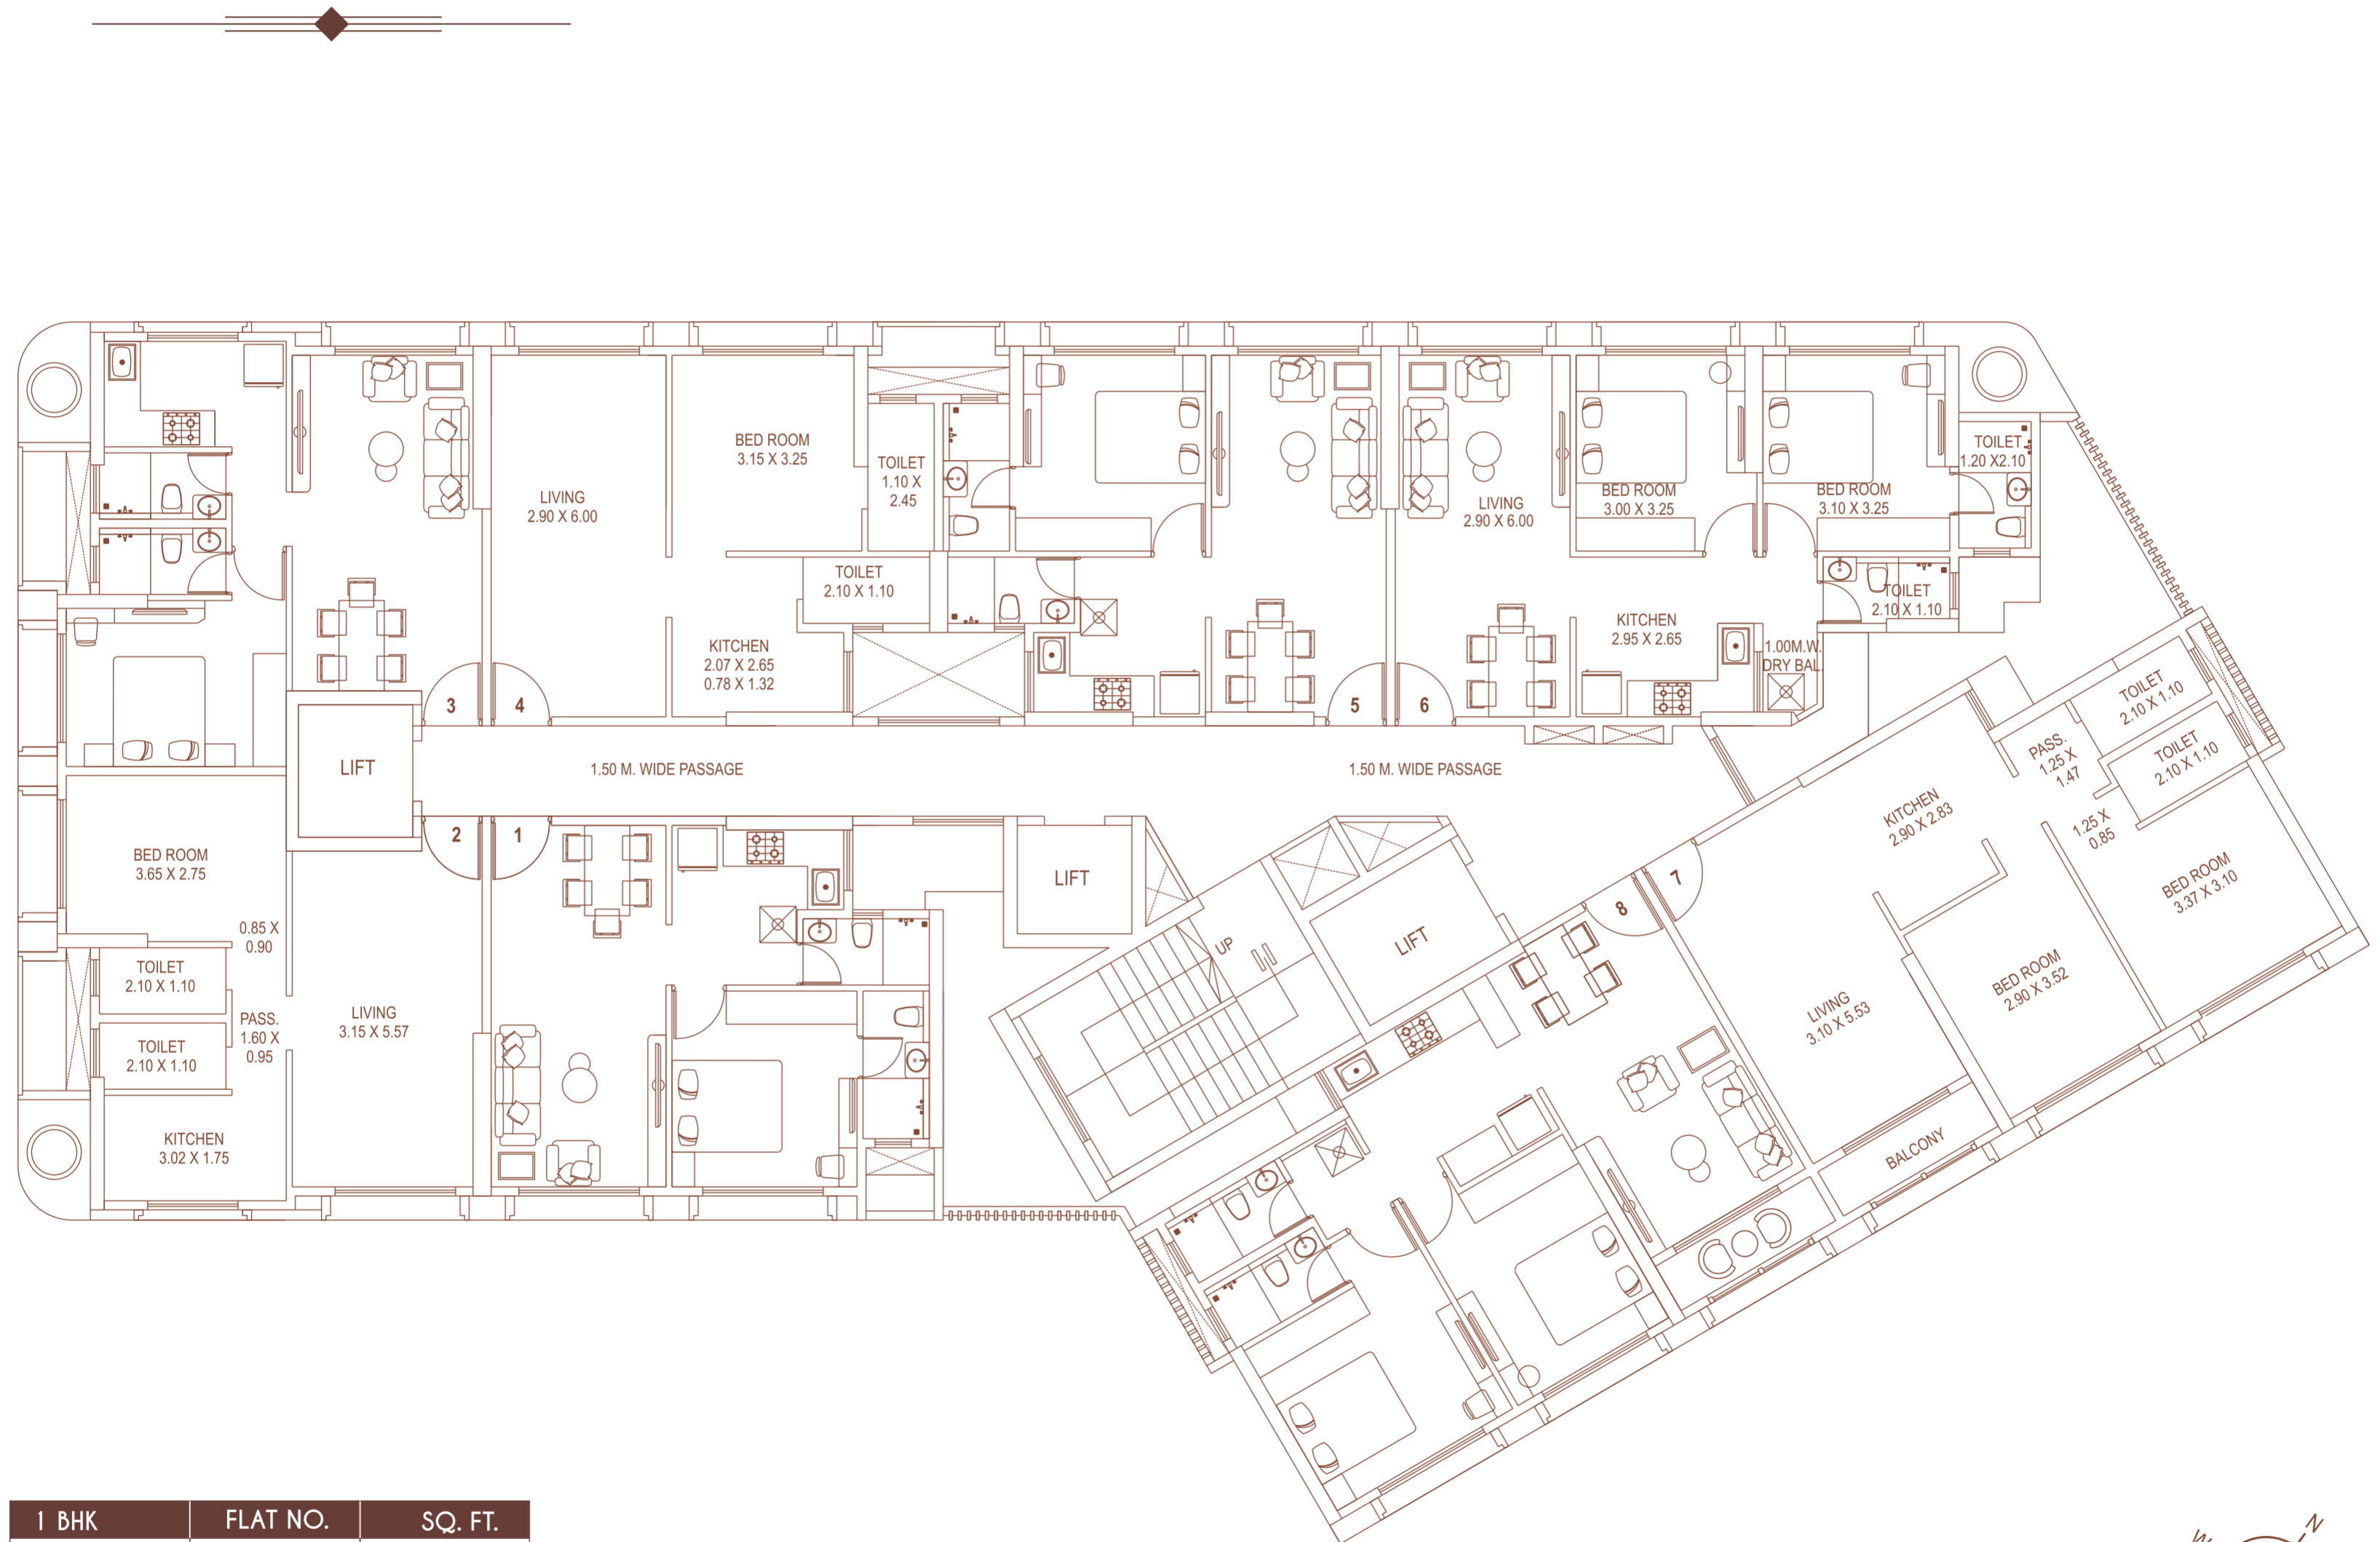 BED ROOM
3.15 X 3.25
TOILET
1.10 X
2.45
LIVING
2.90 X 6.00
LIVING
2.90 X 6.00
BED ROOM
3.00 X 3.25
BED ROOM
3.10 X 3.25
TOILET
1.20 X2.10
TOILET
2.10 X 1.10
TOILET
2.10 X 1.10
KITCHEN
2.07 X 2.65
0.78 X 1.32
KITCHEN
2.95 X 2.65
1.00M.W.
DRY BAL.
3
4
5
6
LIFT
1.50 M. WIDE PASSAGE
1.50 M. WIDE PASSAGE
TOILET
2.10 X 1.10
TOILET
2.10 X 1.10
PASS.
1.25 X
1.47
KITCHEN
2.90 X 2.83
1.25 X
0.85
BED ROOM
3.37 X 3.10
2
1
BED ROOM
3.65 X 2.75
LIFT
7
8
UP
LIFT
0.85 X
0.90
TOILET
2.10 X 1.10
BED ROOM
2.90 X 3.52
LIVING
3.10 X 5.53
PASS.
1.60 X
0.95
LIVING
3.15 X 5.57
TOILET
2.10 X 1.10
KITCHEN
3.02 X 1.75
BALCONY
1 BHK FLAT NO. SQ. FT.
N